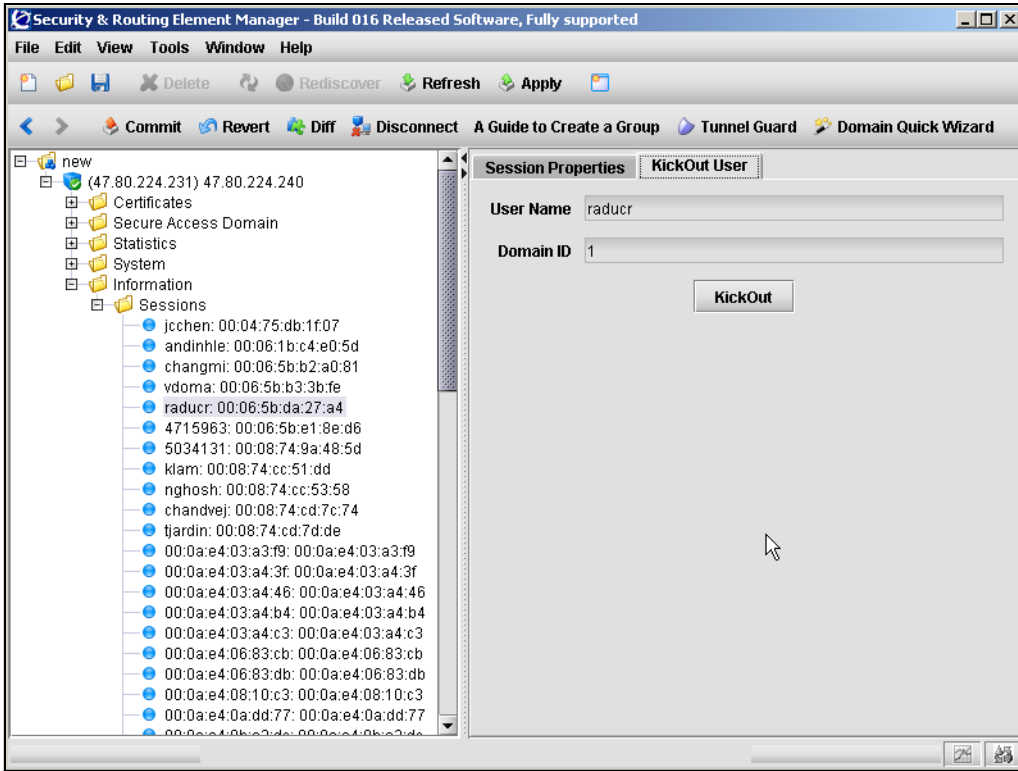 Security & Routing Element Manager - Build 016 Released Software, Fully supported
File Edit View Tools Window Help
Delete Rediscover Refresh Apply
Commit Revert Diff Disconnect A Guide to Create a Group Tunnel Guard Domain Quick Wizard
new
(47.80.224.231) 47.80.224.240
Certificates
Secure Access Domain
Statistics
System
Information
Sessions
jcchen: 00:04:75:db:1f:07
andinhle: 00:06:1b:c4:e0:5d
changmi: 00:06:5b:b2:a0:81
vdoma: 00:06:5b:b3:3b:fe
raducr: 00:06:5b:da:27:a4
4715963: 00:06:5b:e1:8e:d6
5034131: 00:08:74:9a:48:5d
klam: 00:08:74:cc:51:dd
nghosh: 00:08:74:cc:53:58
chandvej: 00:08:74:cd:7c:74
tjardin: 00:08:74:cd:7d:de
00:0a:e4:03:a3:f9: 00:0a:e4:03:a3:f9
00:0a:e4:03:a4:3f: 00:0a:e4:03:a4:3f
00:0a:e4:03:a4:46: 00:0a:e4:03:a4:46
00:0a:e4:03:a4:b4: 00:0a:e4:03:a4:b4
00:0a:e4:03:a4:c3: 00:0a:e4:03:a4:c3
00:0a:e4:06:83:cb: 00:0a:e4:06:83:cb
00:0a:e4:06:83:db: 00:0a:e4:06:83:db
00:0a:e4:08:10:c3: 00:0a:e4:08:10:c3
00:0a:e4:0a:dd:77: 00:0a:e4:0a:dd:77
Session Properties KickOut User
User Name raducr
Domain ID 1
KickOut